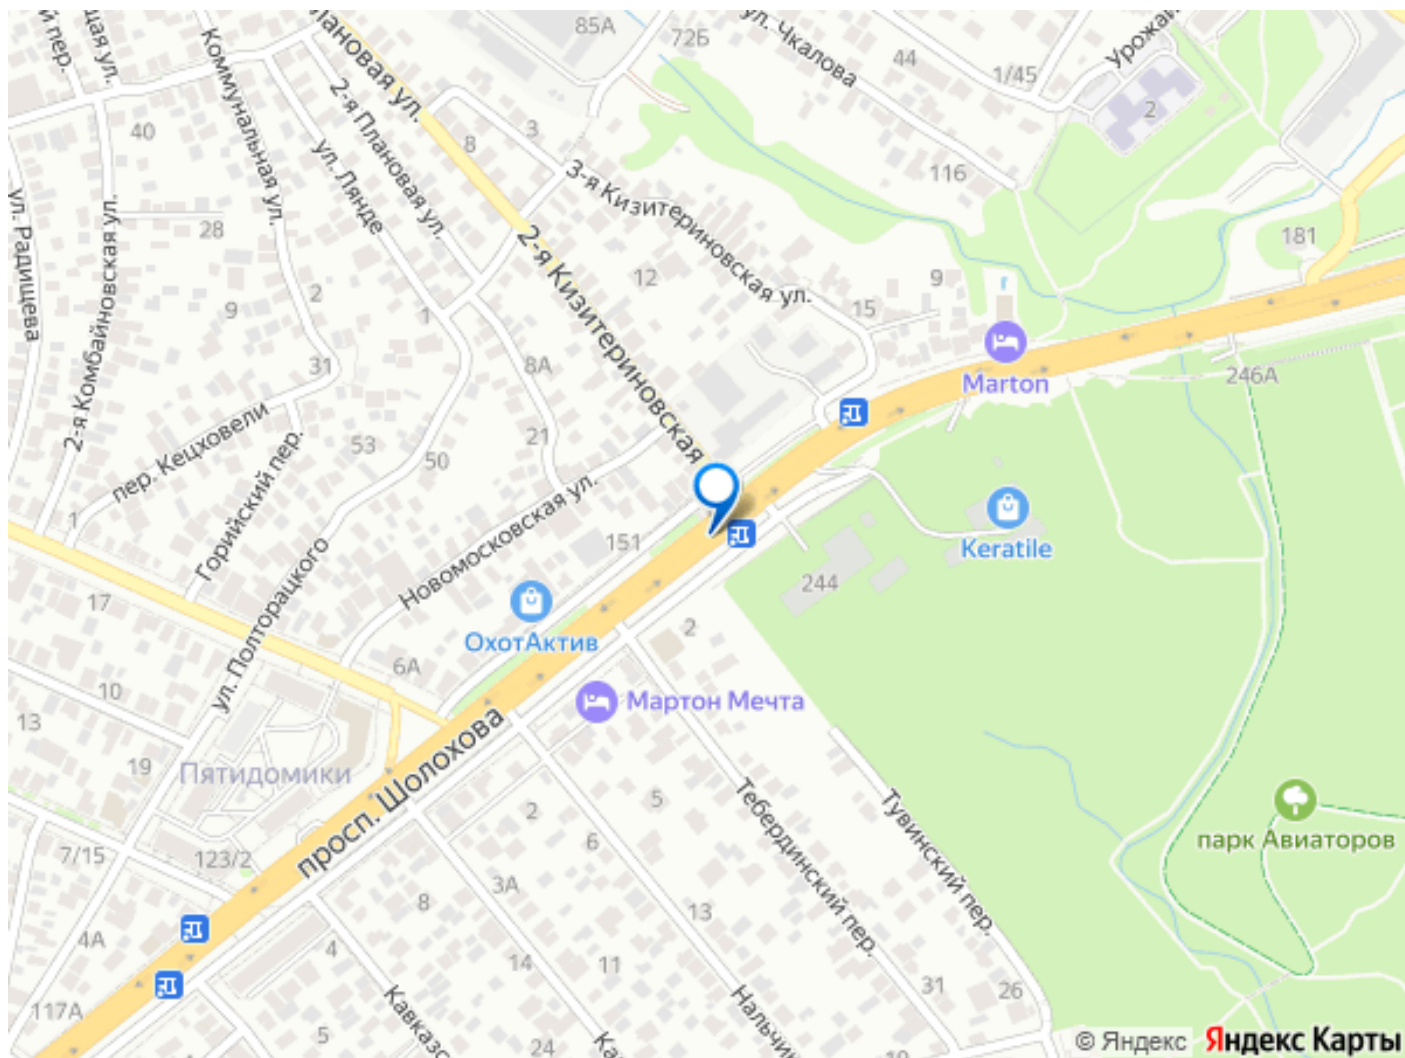 85А
72Б
ул. Чкалова
44
1/45
2
116
40
Коммунальная ул.
2-я Плановая ул.
ул. Лянде
8
3
3-я Кизитериновская ул.
ул. Радищева
2-я Комбайновская ул.
28
9
2
1
31
12
15
9
181
2-я Кизитериновская
8А
21
53
50
пер. Кецховели
Горийский пер.
1
Marton
246А
Новомосковская ул.
151
Keratile
244
17
ул. Полторацкого
ОхотАктив
6А
2
10
13
19
Мартон Мечта
Пятидомики
просп. Шолохова
7/15
123/2
2
5
6
Тебердинский пер.
Тувинский пер.
парк Авиаторов
3А
8
13
4А
4
14
11
31
26
117А
5
24
© Яндекс
Яндекс Карты